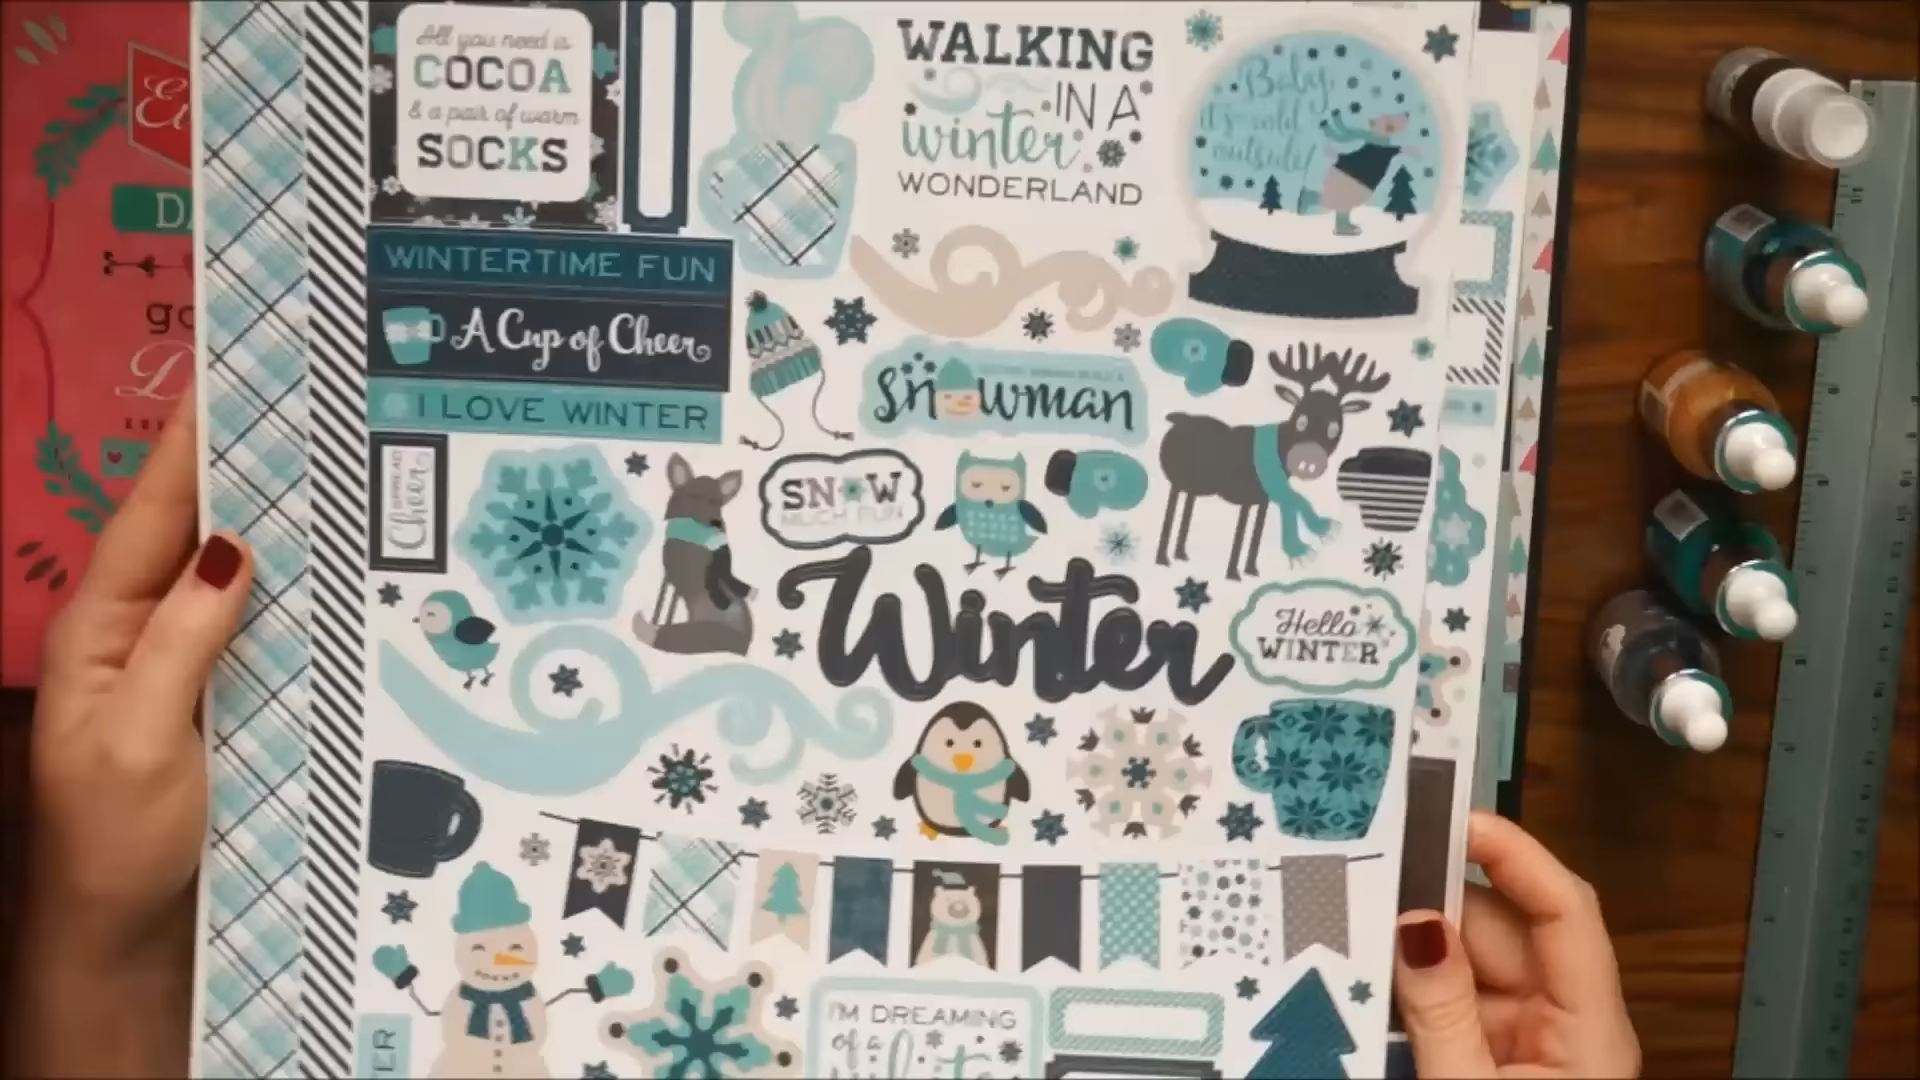 All you need is
COCOA
& a pair of warm
SOCKS
WALKING
IN A
winter
WONDERLAND
Baby,
it's cold
outside!
WINTERTIME FUN
A Cup of Cheer
I LOVE WINTER
snowman
Cheer
SNOW
MUCH FUN
Winter
Hello
WINTER
I'M DREAMING
of a